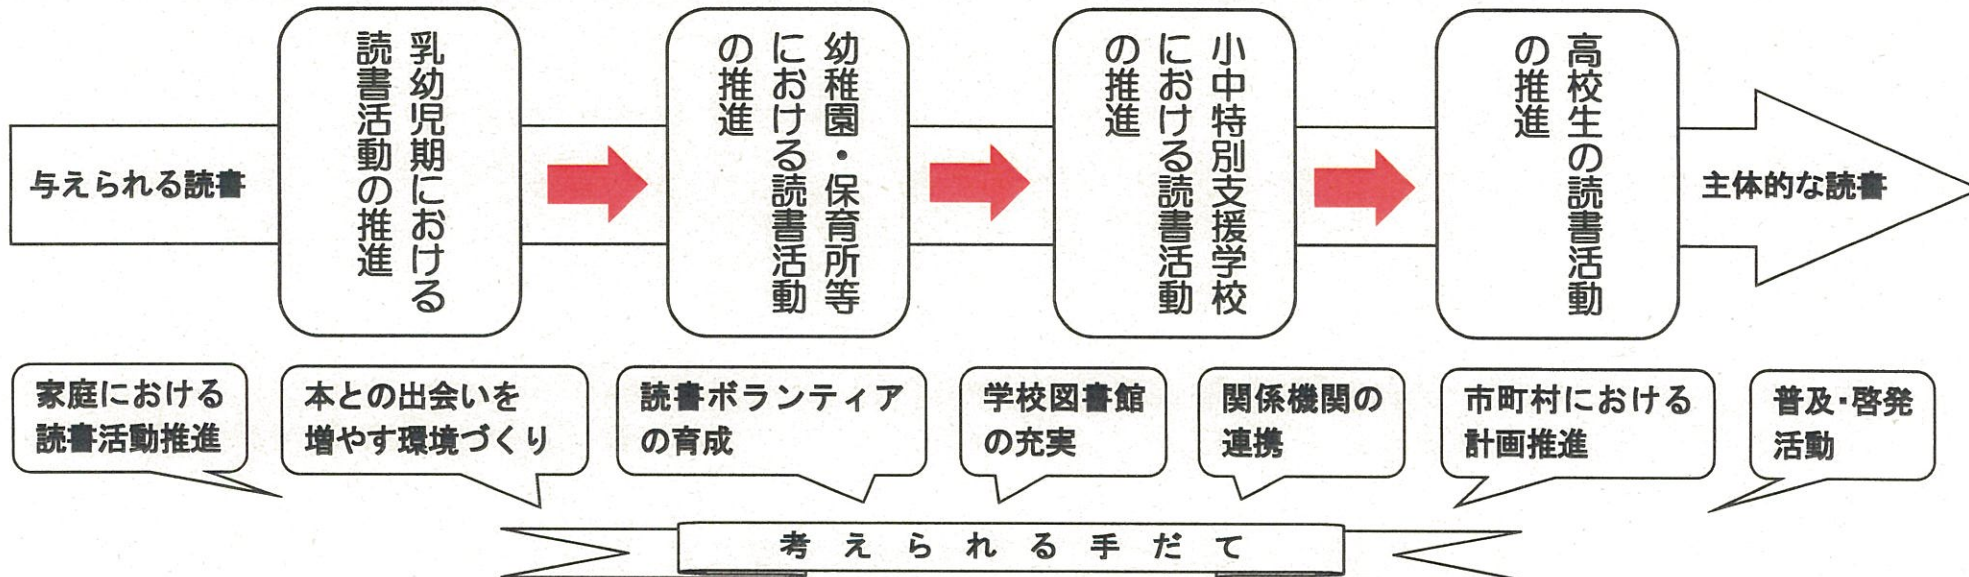 与えられる読書
乳幼児期における
読書活動の推進
幼稚園・保育所等
における読書活動
の推進
小中特別支援学校
における読書活動
の推進
高校生の読書活動
の推進
主体的な読書
家庭における
読書活動推進
本との出会いを
増やす環境づくり
読書ボランティア
の育成
学校図書館
の充実
関係機関の
連携
市町村における
計画推進
普及・啓発
活動
考えられる手だて